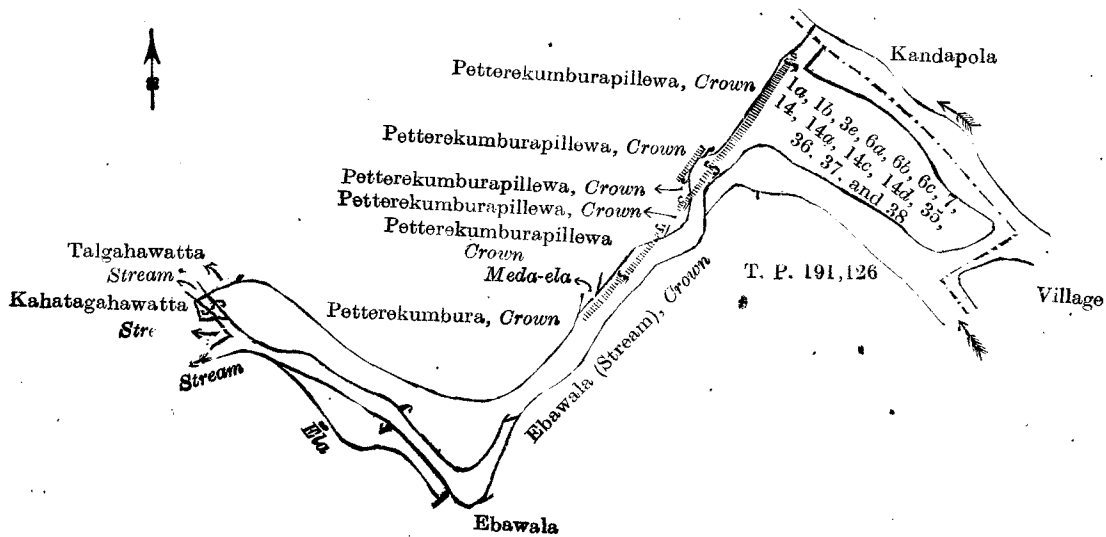 Kandapola
Petterekumburapillewa, Crown
1a, 1b, 3e, 6a, 6b, 6c, 7,
14, 14a, 14c, 14d, 35,
36. 37. and 38
Petterekumburapillewa, Crown
Petterekumburapillewa, Crown
Petterekumburapillewa, Crown
Petterekumburapillewa
Crown
Meda-ela
T. P. 191,126
Village
Talgahawatta
Stream
Kahatagahawatta
Petterekumbura, Crown
Stream
Ebawala (Stream), Crown
Ela
Ebawala